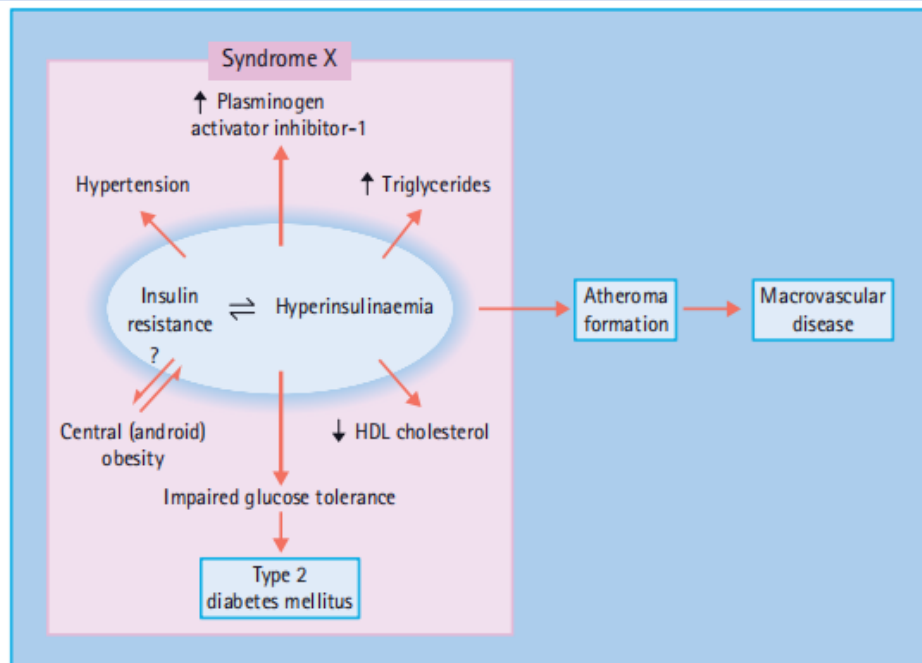 Syndrome X
↑ Plasminogen
activator inhibitor-1
Hypertension
↑ Triglycerides
Insulin
resistance
?
⇌
Hyperinsulinaemia
Atheroma
formation
Macrovascular
disease
Central (android)
obesity
↓ HDL cholesterol
Impaired glucose tolerance
Type 2
diabetes mellitus